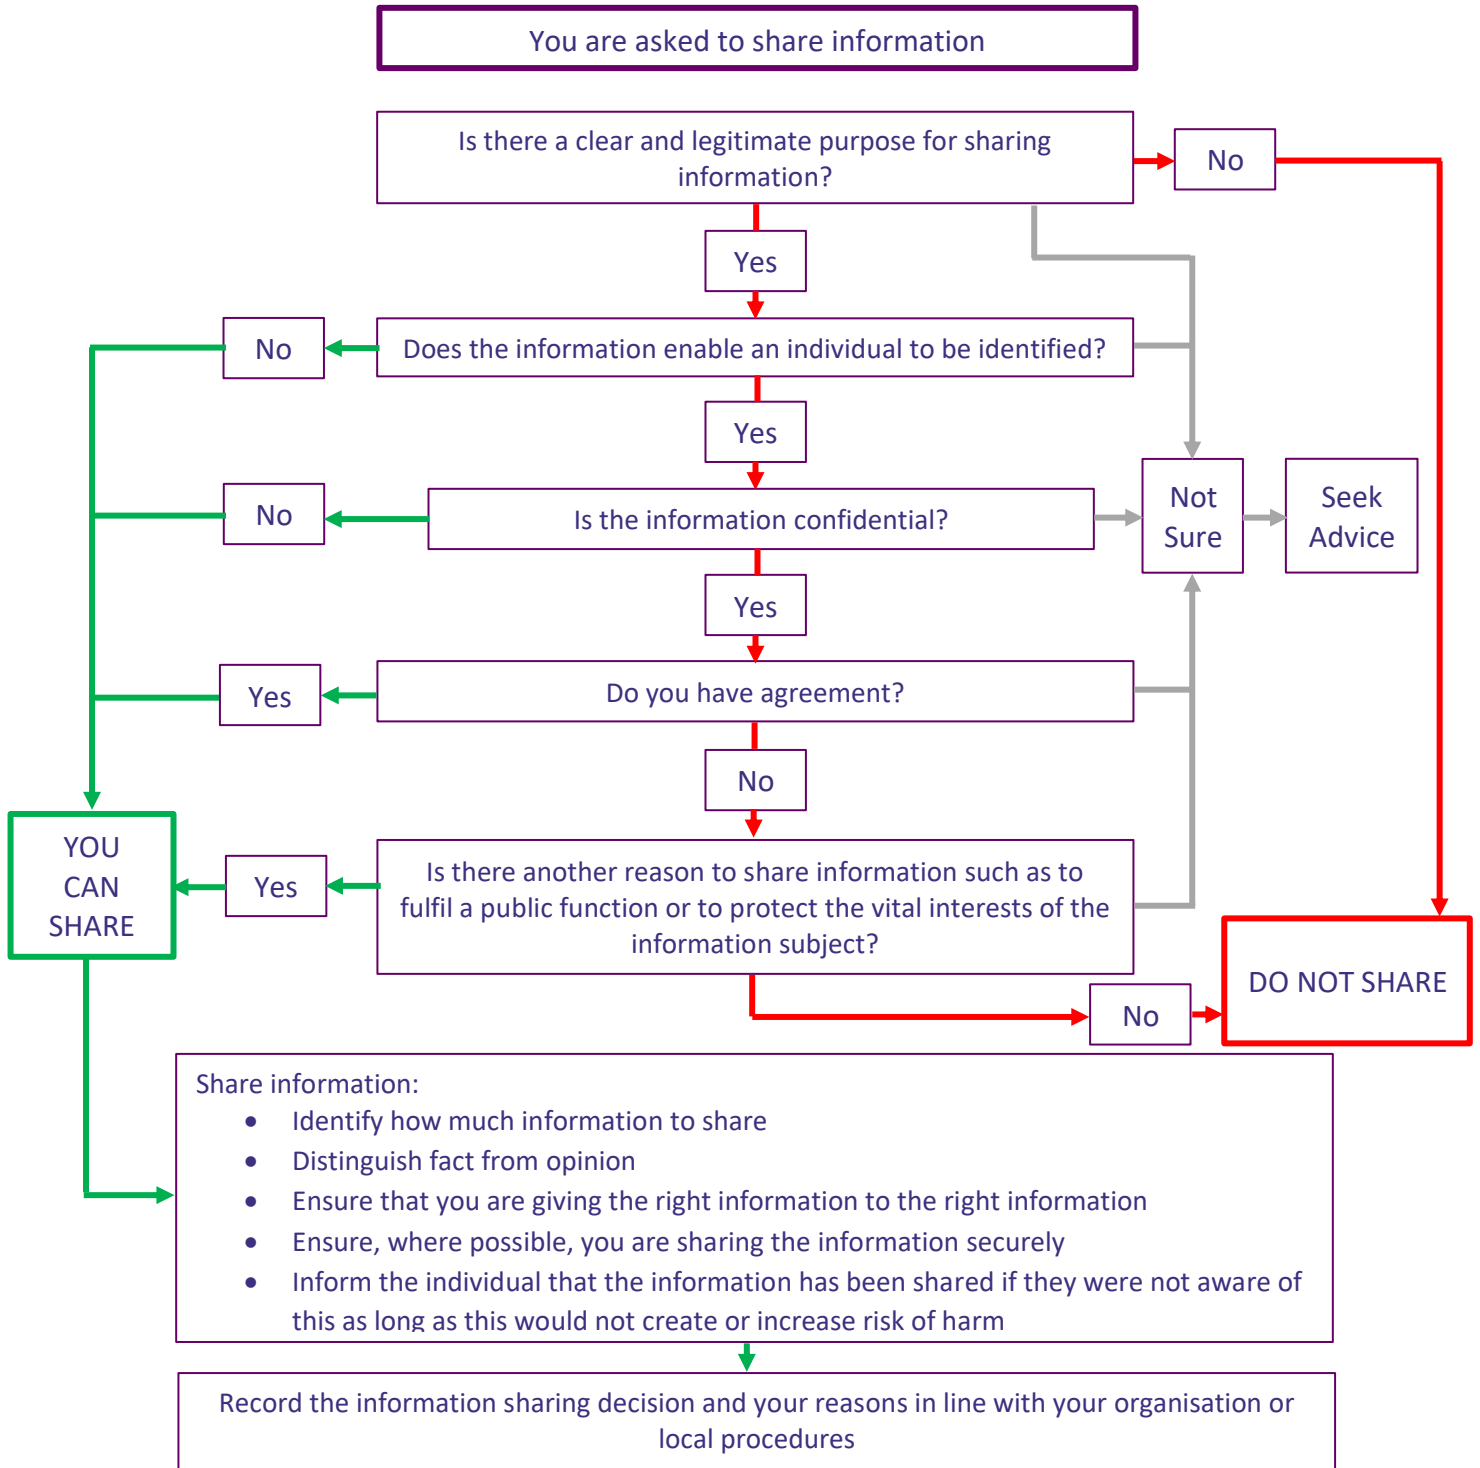 You are asked to share information
Is there a clear and legitimate purpose for sharing
information?
No
Yes
No
Does the information enable an individual to be identified?
Yes
No
Is the information confidential?
Not
Sure
Seek
Advice
Yes
Yes
Do you have agreement?
No
YOU
CAN
SHARE
Yes
Is there another reason to share information such as to
fulfil a public function or to protect the vital interests of the
information subject?
DO NOT SHARE
No
Share information:
• Identify how much information to share
• Distinguish fact from opinion
• Ensure that you are giving the right information to the right information
• Ensure, where possible, you are sharing the information securely
• Inform the individual that the information has been shared if they were not aware of
this as long as this would not create or increase risk of harm
Record the information sharing decision and your reasons in line with your organisation or
local procedures